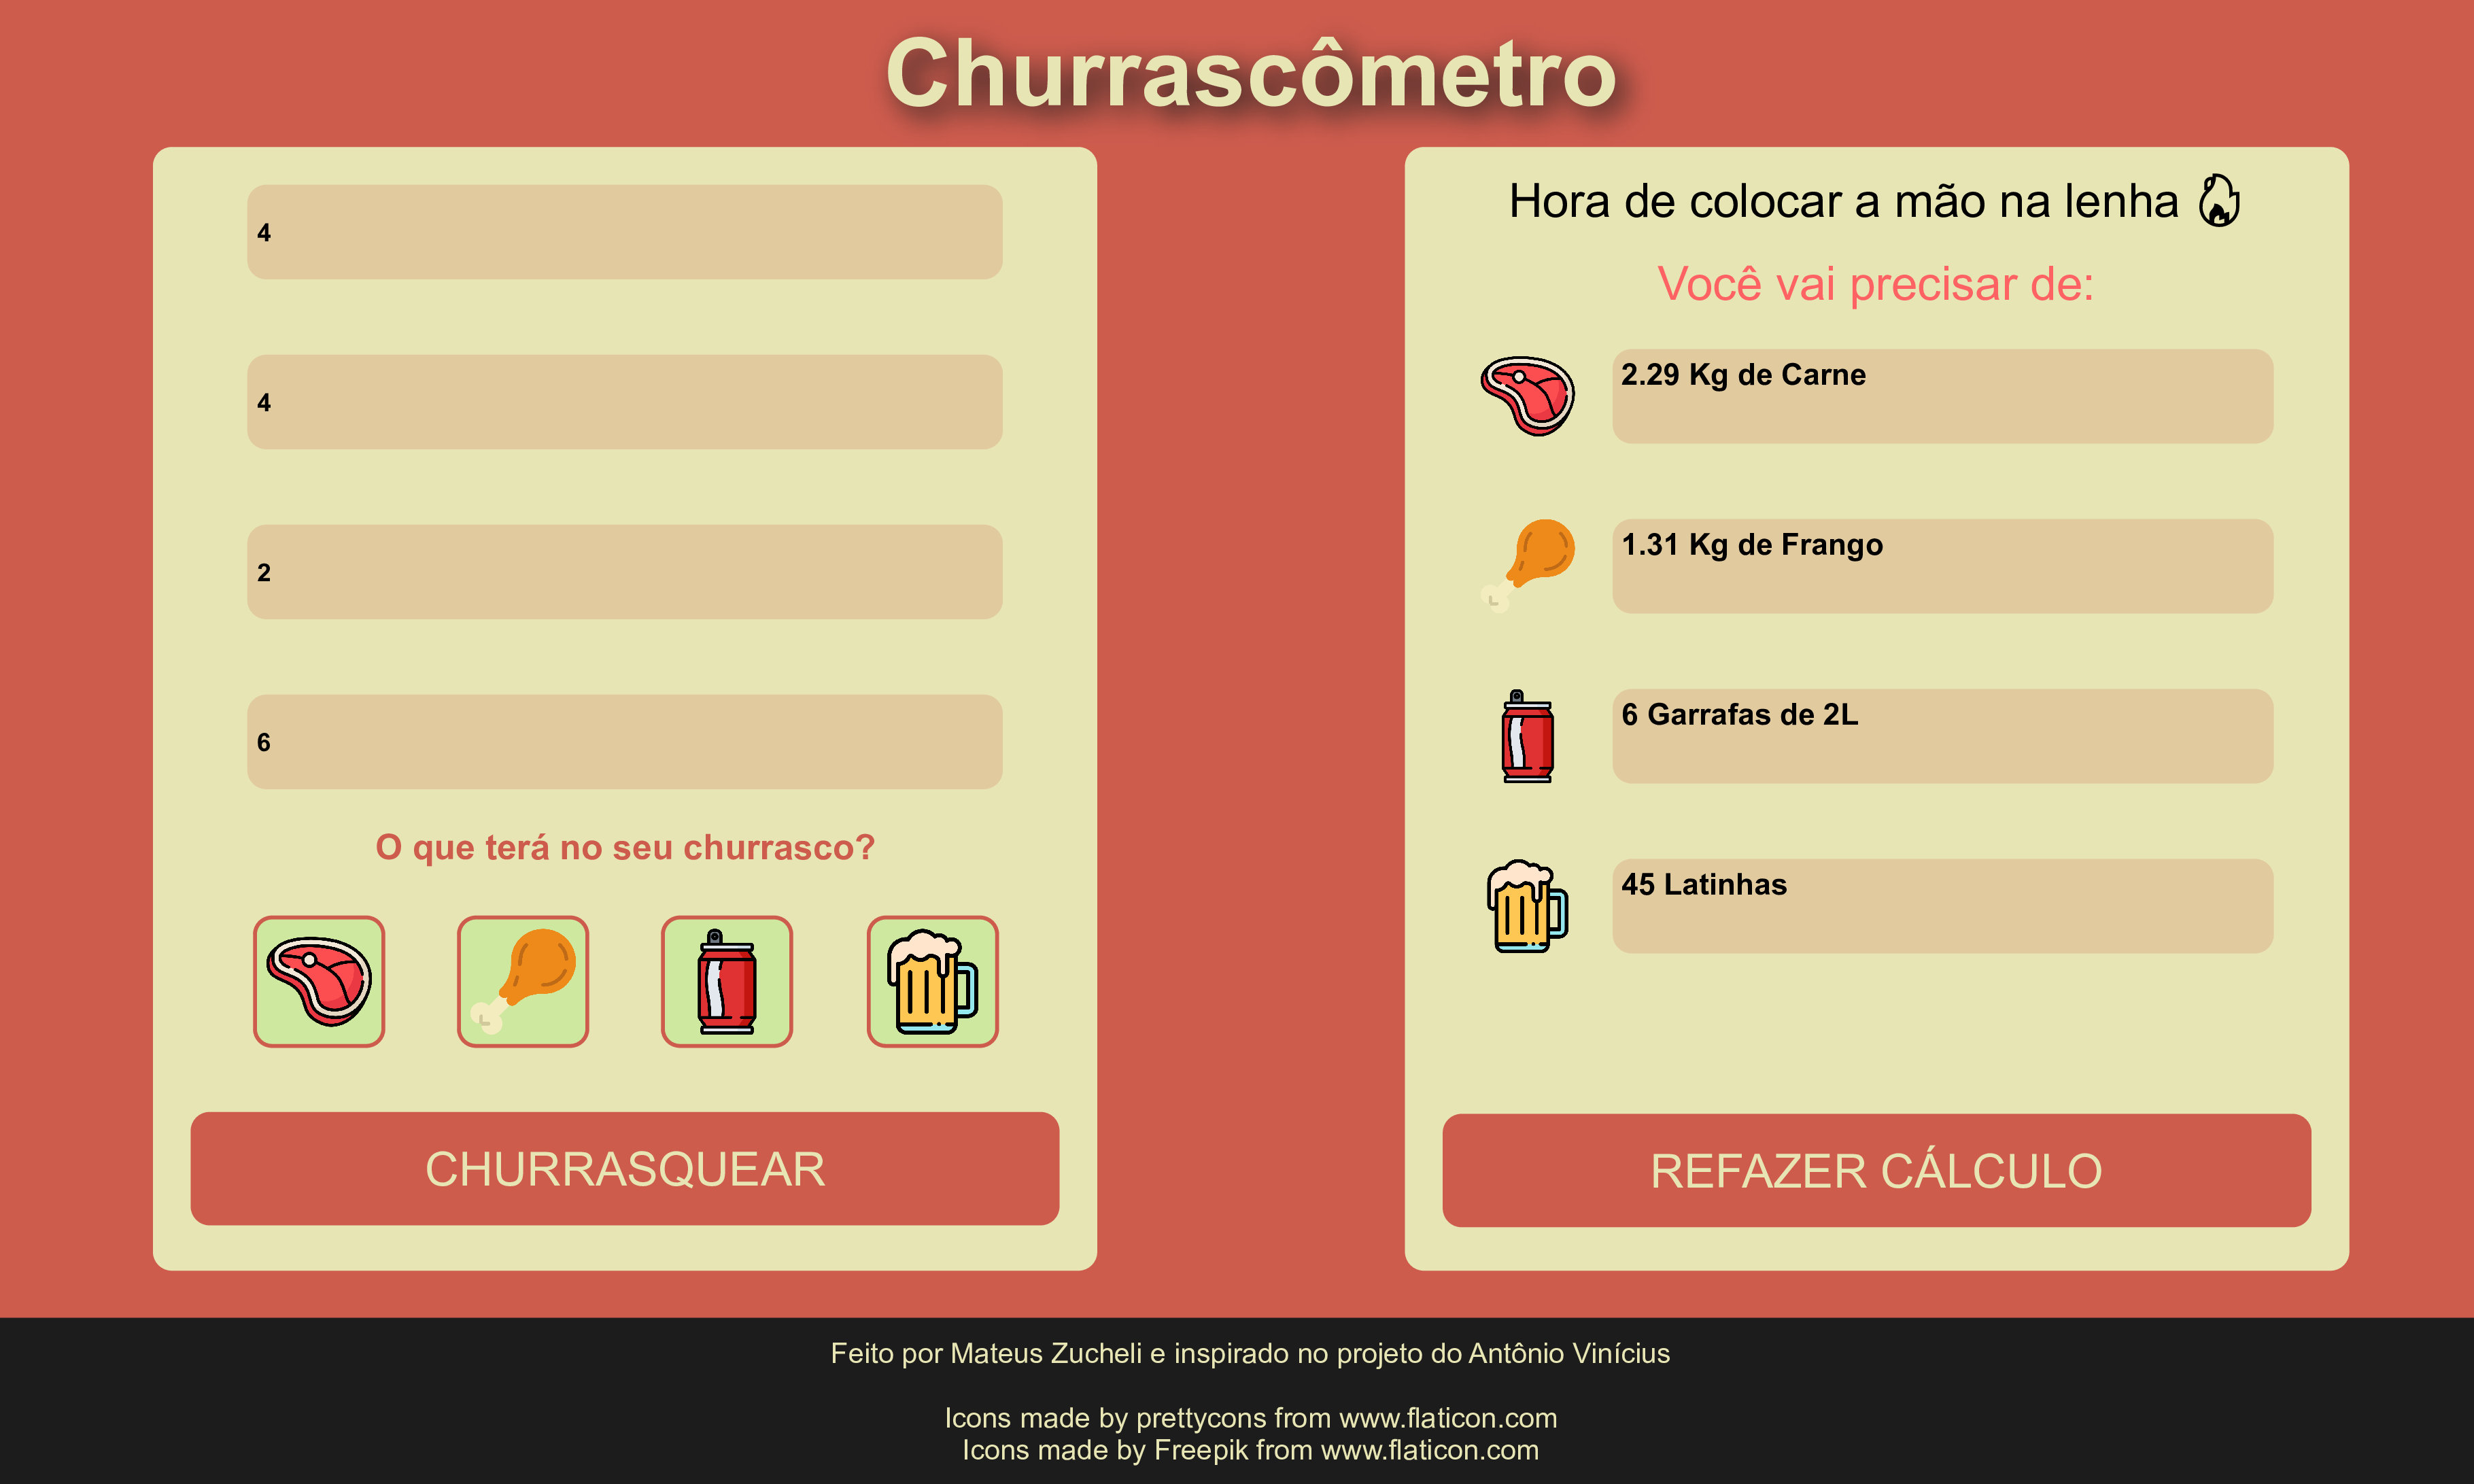 Churrascômetro
4
4
2
6
O que terá no seu churrasco?
CHURRASQUEAR
Hora de colocar a mão na lenha
Você vai precisar de:
2.29 Kg de Carne
1.31 Kg de Frango
6 Garrafas de 2L
45 Latinhas
REFAZER CÁLCULO
Feito por Mateus Zucheli e inspirado no projeto do Antônio Vinícius
Icons made by prettycons from www.flaticon.com
Icons made by Freepik from www.flaticon.com